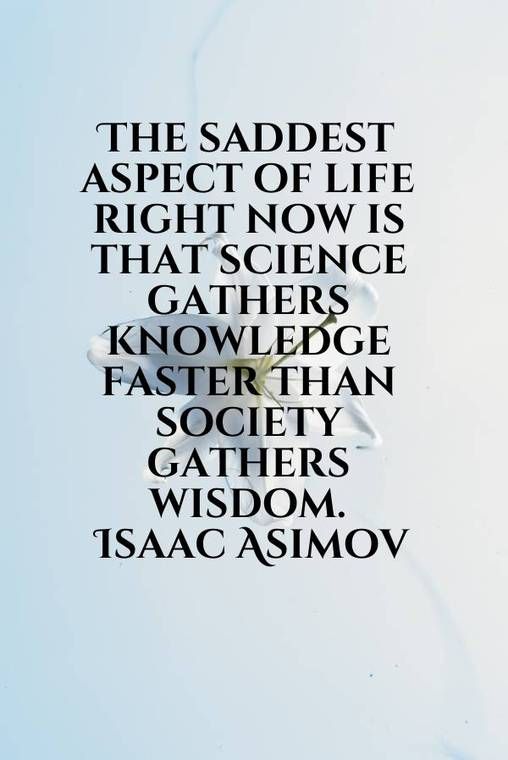 The saddest
aspect of life
right now is
that science
gathers
knowledge
faster than
society
gathers
wisdom.
Isaac Asimov